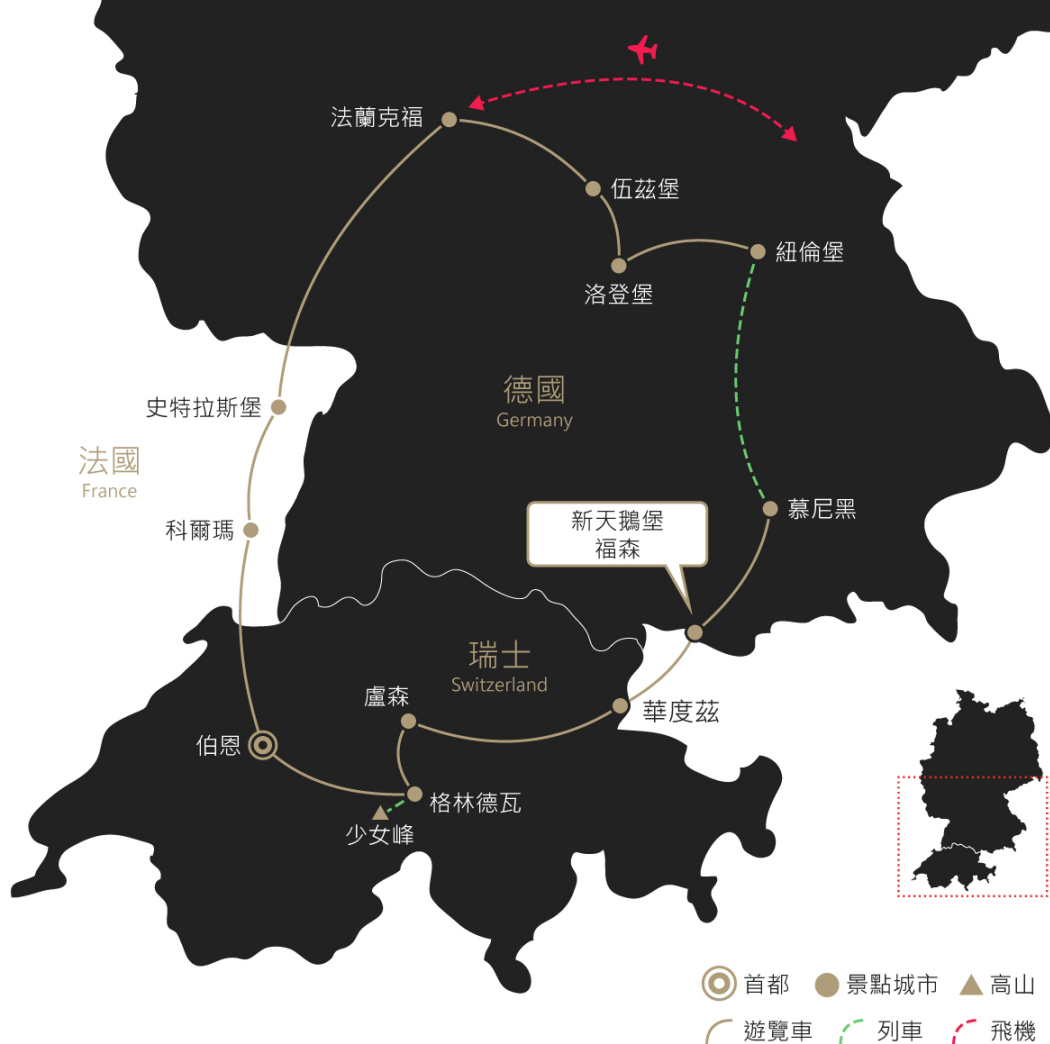 法蘭克福
伍茲堡
紐倫堡
洛登堡
德國
Germany
史特拉斯堡
法國
France
科爾瑪
慕尼黑
新天鵝堡
福森
瑞士
Switzerland
盧森
華度茲
伯恩
格林德瓦
少女峰
首都 景點城市 高山
遊覽車 列車 飛機